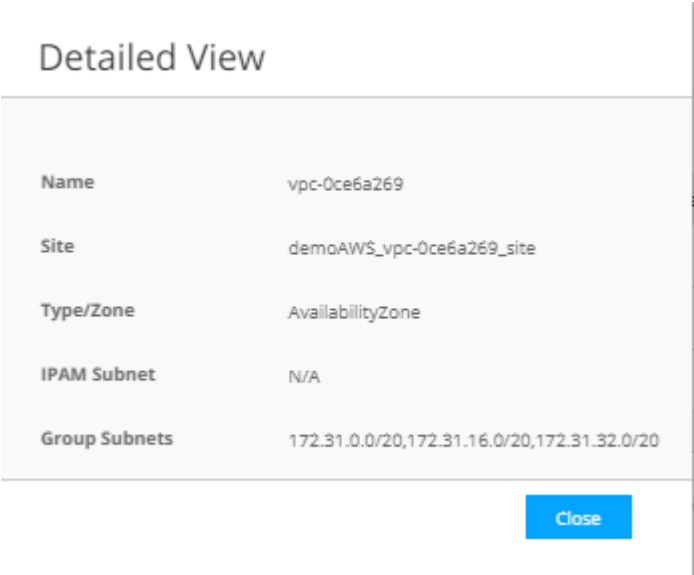 Detailed View
Name vpc-0ce6a269
Site demoAWS_vpc-0ce6a269_site
Type/Zone AvailabilityZone
IPAM Subnet N/A
Group Subnets 172.31.0.0/20,172.31.16.0/20,172.31.32.0/20
Close